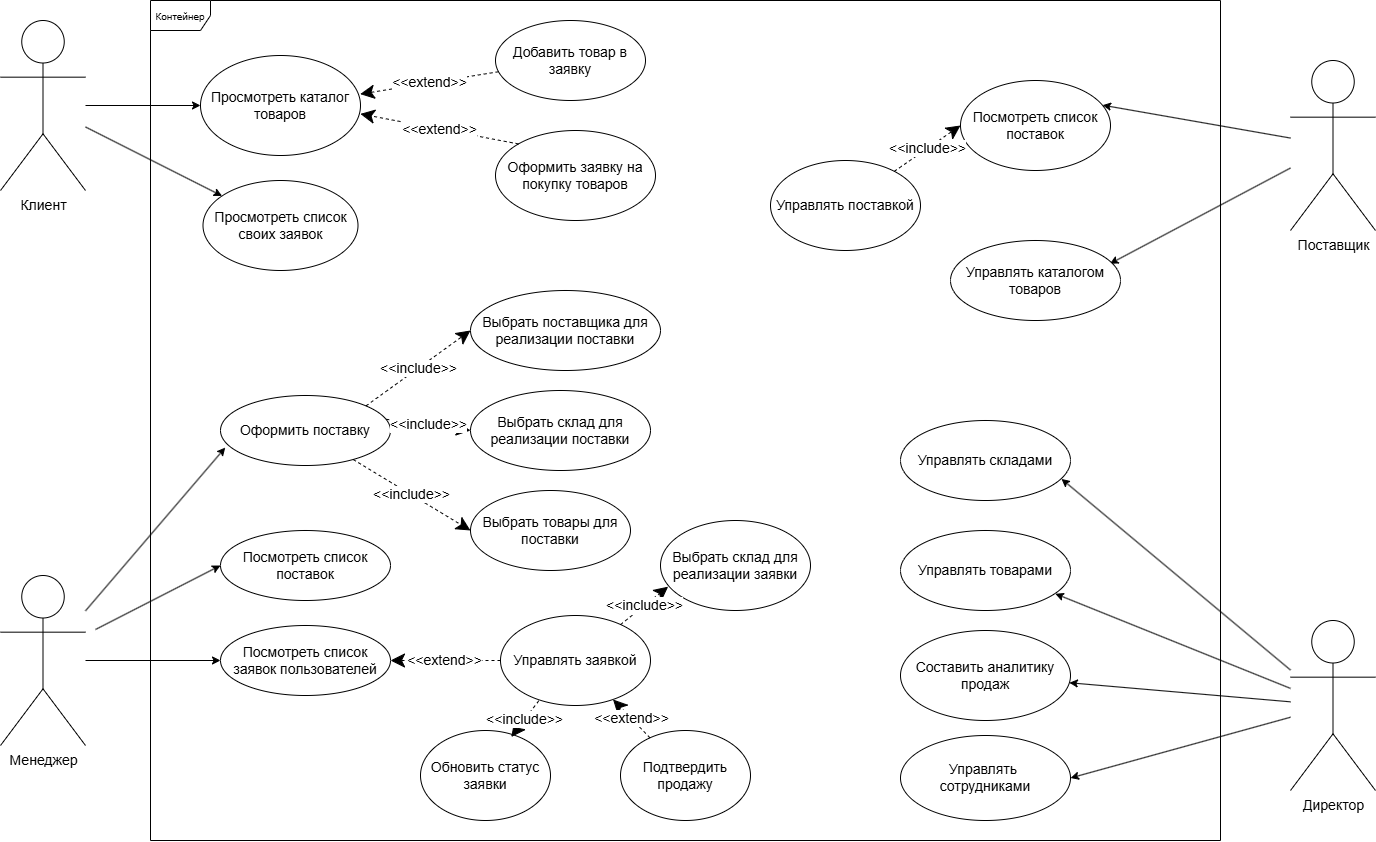 Контейнер
Клиент
Просмотреть каталог
товаров
<<extend>>
Добавить товар в
заявку
<<extend>>
Оформить заявку на
покупку товаров
Просмотреть список
своих заявок
Посмотреть список
поставок
<<include>>
Управлять поставкой
Управлять каталогом
товаров
Поставщик
Выбрать поставщика для
реализации поставки
<<include>>
Оформить поставку
<<include>>
Выбрать склад для
реализации поставки
<<include>>
Выбрать товары для
поставки
Посмотреть список
поставок
Выбрать склад для
реализации заявки
<<include>>
Посмотреть список
заявок пользователей
<<extend>>
Управлять заявкой
<<include>>
<<extend>>
Обновить статус
заявки
Подтвердить
продажу
Менеджер
Управлять складами
Управлять товарами
Составить аналитику
продаж
Управлять
сотрудниками
Директор